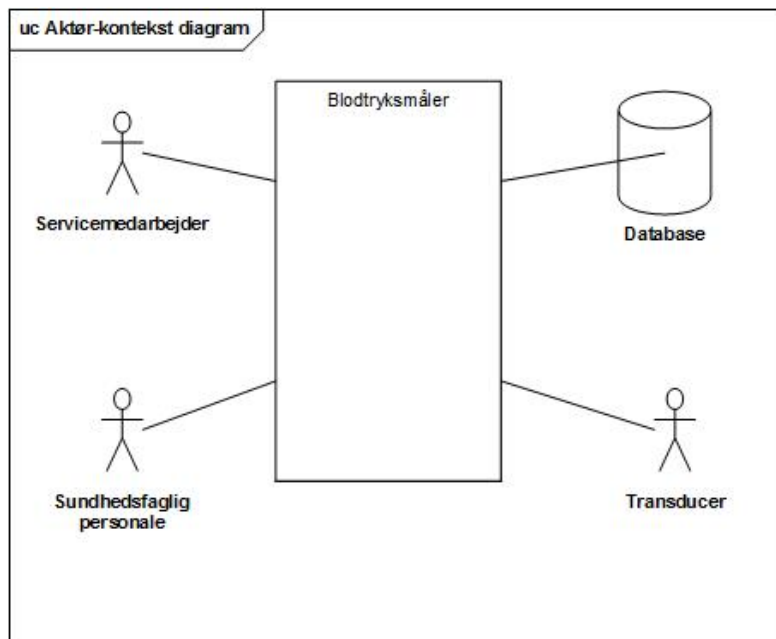 uc Aktør-kontekst diagram
Blodtryksmåler
Servicemedarbejder
Database
Sundhedsfaglig
personale
Transducer